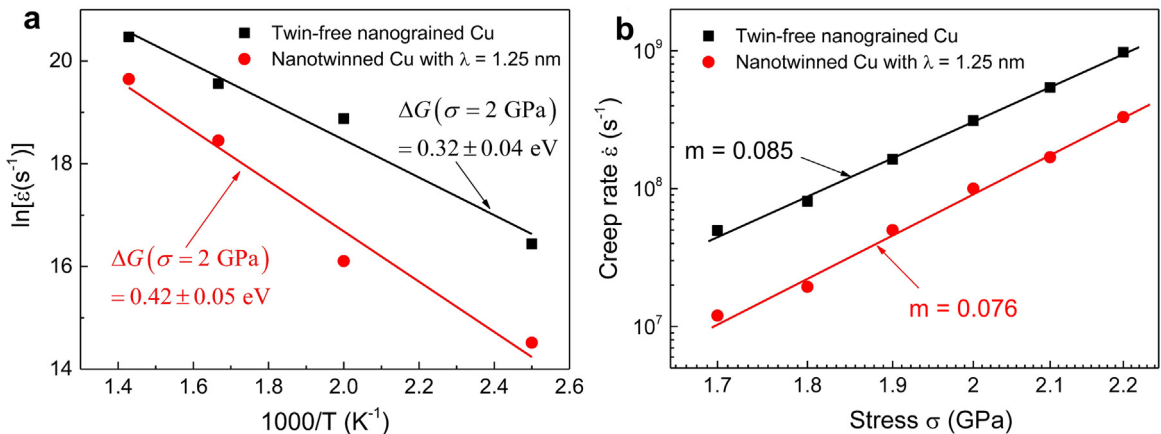 a
Twin-free nanograined Cu
Nanotwinned Cu with λ = 1.25 nm
ΔG(σ = 2 GPa)
= 0.32 ± 0.04 eV
ΔG(σ = 2 GPa)
= 0.42 ± 0.05 eV
ln[ε̇(s⁻¹)]
20
18
16
14
1.4 1.6 1.8 2.0 2.2 2.4 2.6
1000/T (K⁻¹)
b
Twin-free nanograined Cu
Nanotwinned Cu with λ = 1.25 nm
m = 0.085
m = 0.076
Creep rate ε̇ (s⁻¹)
10⁹
10⁸
10⁷
1.7 1.8 1.9 2 2.1 2.2
Stress σ (GPa)